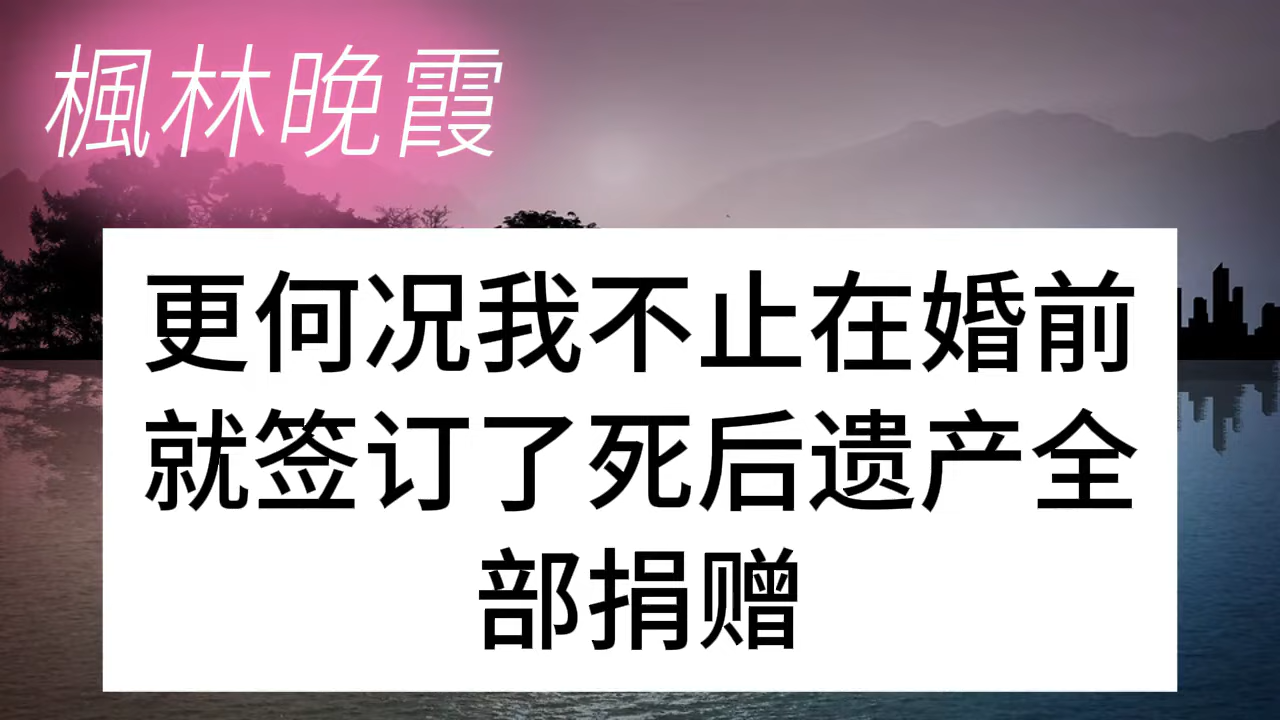 楓林晚霞
更何况我不止在婚前
就签订了死后遗产全
部捐赠